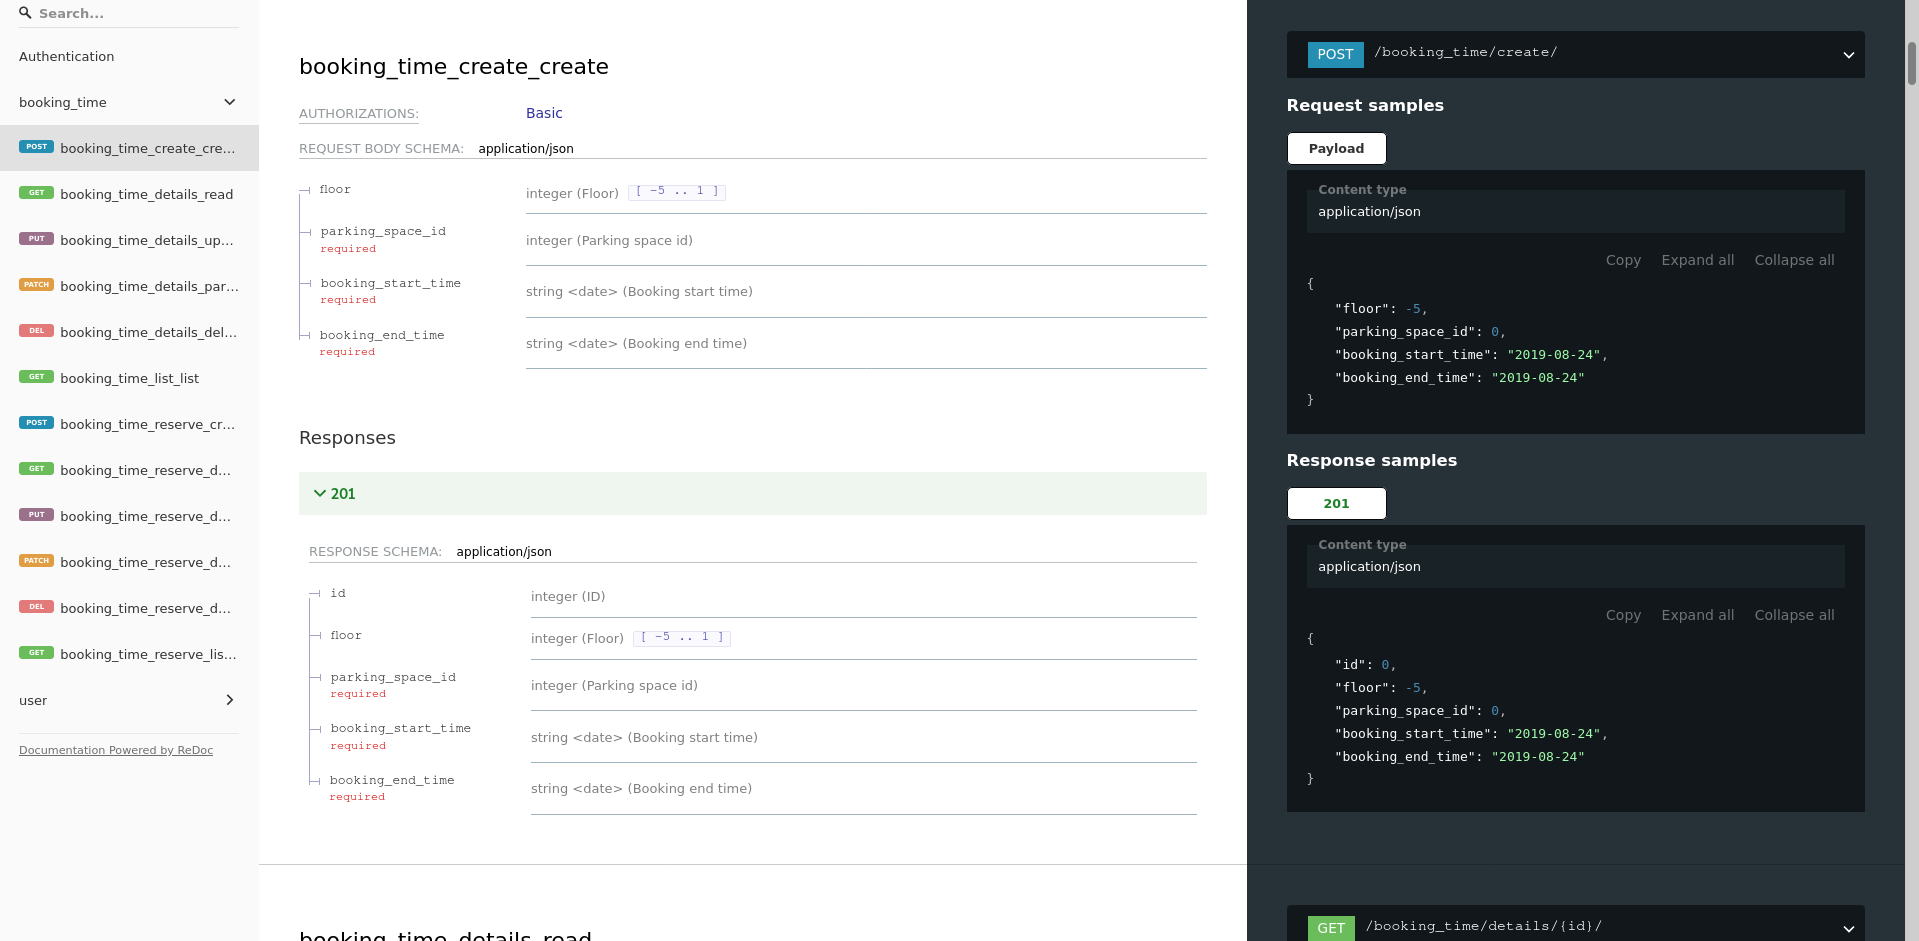 Search...
Authentication
booking_time
POST booking_time_create_cre...
GET booking_time_details_read
PUT booking_time_details_up...
PATCH booking_time_details_par...
DEL booking_time_details_del...
GET booking_time_list_list
POST booking_time_reserve_cr...
GET booking_time_reserve_d...
PUT booking_time_reserve_d...
PATCH booking_time_reserve_d...
DEL booking_time_reserve_d...
GET booking_time_reserve_lis...
user
Documentation Powered by ReDoc
booking_time_create_create
AUTHORIZATIONS: Basic
REQUEST BODY SCHEMA: application/json
floor integer (Floor) [ -5 .. 1 ]
parking_space_id
required
integer (Parking space id)
booking_start_time
required
string <date> (Booking start time)
booking_end_time
required
string <date> (Booking end time)
Responses
201
RESPONSE SCHEMA: application/json
id integer (ID)
floor integer (Floor) [ -5 .. 1 ]
parking_space_id
required
integer (Parking space id)
booking_start_time
required
string <date> (Booking start time)
booking_end_time
required
string <date> (Booking end time)
booking_time_details_read
POST /booking_time/create/
Request samples
Payload
Content type
application/json
Copy Expand all Collapse all
{
"floor": -5,
"parking_space_id": 0,
"booking_start_time": "2019-08-24",
"booking_end_time": "2019-08-24"
}
Response samples
201
Content type
application/json
Copy Expand all Collapse all
{
"id": 0,
"floor": -5,
"parking_space_id": 0,
"booking_start_time": "2019-08-24",
"booking_end_time": "2019-08-24"
}
GET /booking_time/details/{id}/